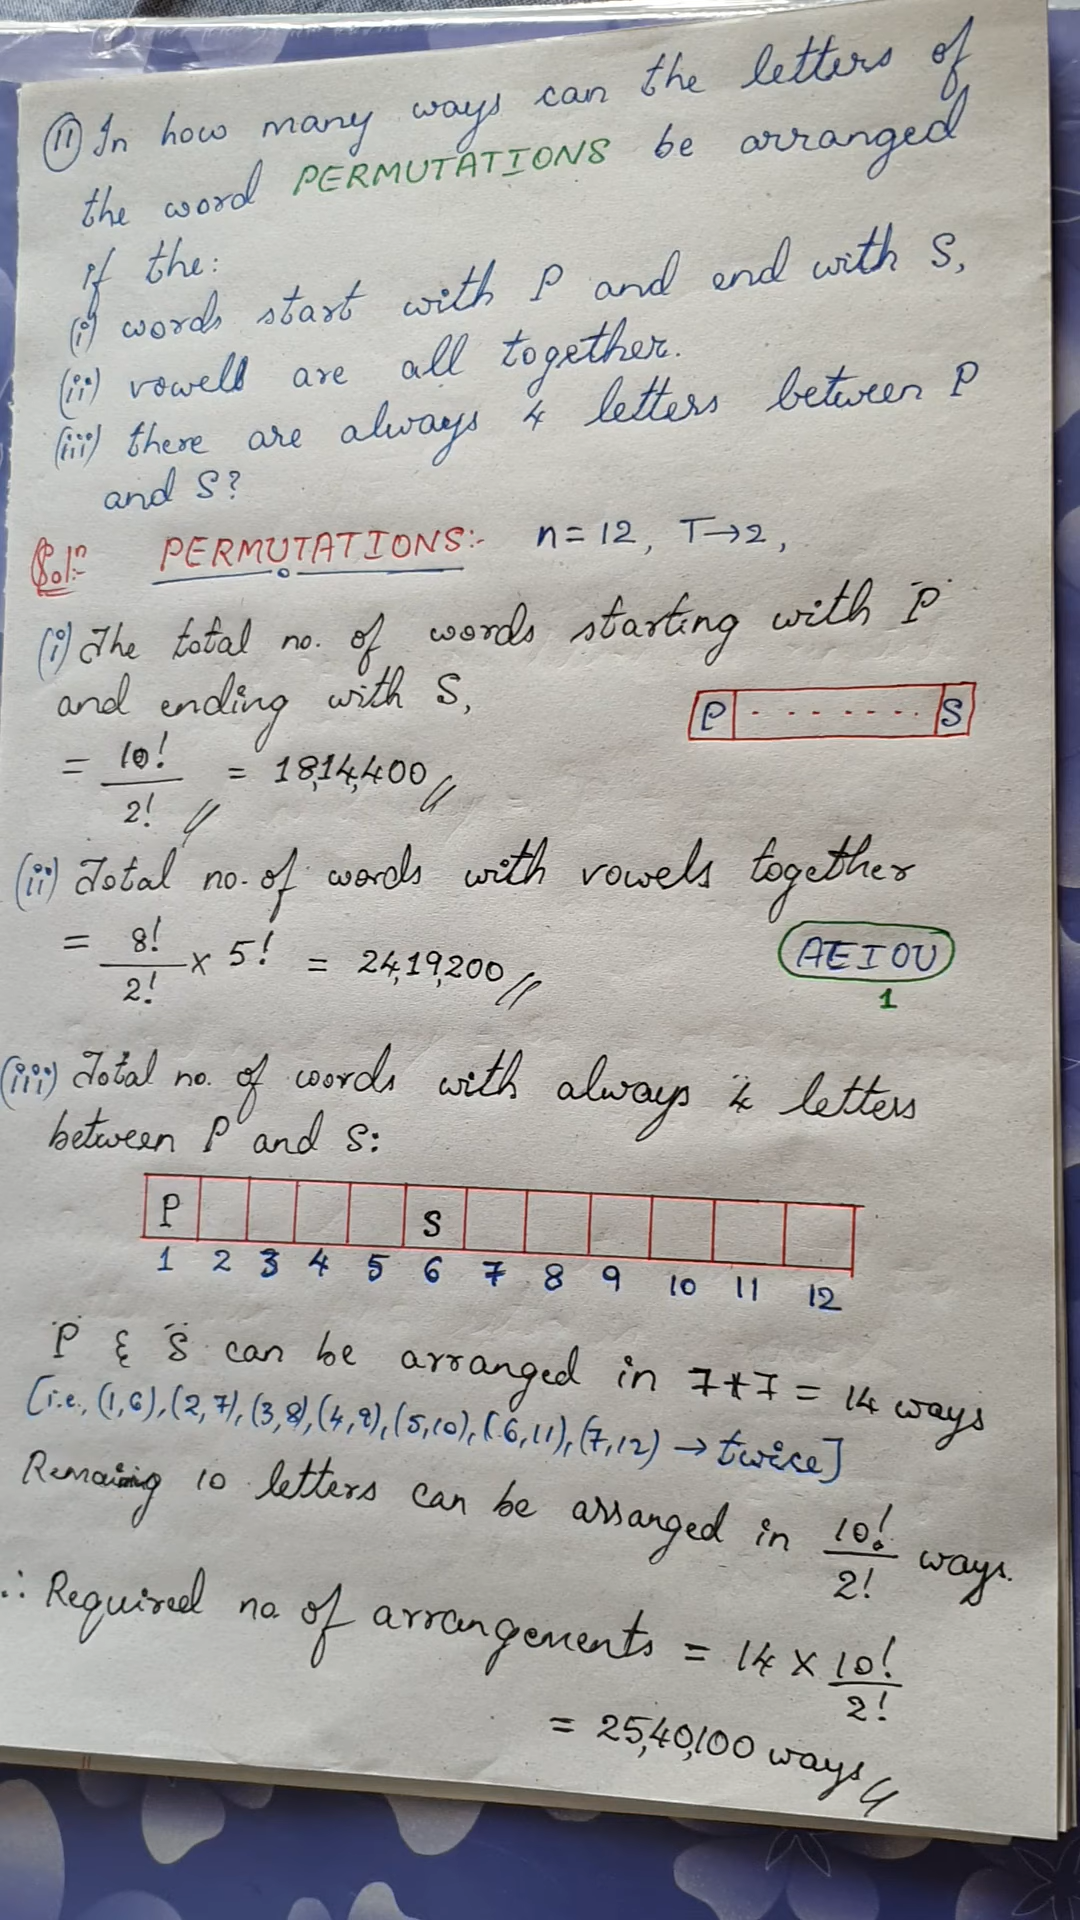 (11) In how many ways can the letters of
the word PERMUTATIONS be arranged
if the:
(i) words start with P and end with S,
(ii) vowels are all together.
(iii) there are always 4 letters between P
and S?
Solⁿ:- PERMUTATIONS:- n=12, T→2,
(i) The total no. of words starting with P
and ending with S,
P ....... S
= 10!/2! = 18,14,400
(ii) Total no. of words with vowels together
= 8!/2! × 5! = 24,19,200
AEIOU
1
(iii) Total no. of words with always 4 letters
between P and S:
P S
1 2 3 4 5 6 7 8 9 10 11 12
P & S can be arranged in 7+7 = 14 ways
[i.e., (1,6), (2,7), (3,8), (4,9), (5,10), (6,11), (7,12) → twice]
Remaing 10 letters can be arranged in 10!/2! ways.
∴ Required no. of arrangements = 14 × 10!/2!
= 25,40,100 ways